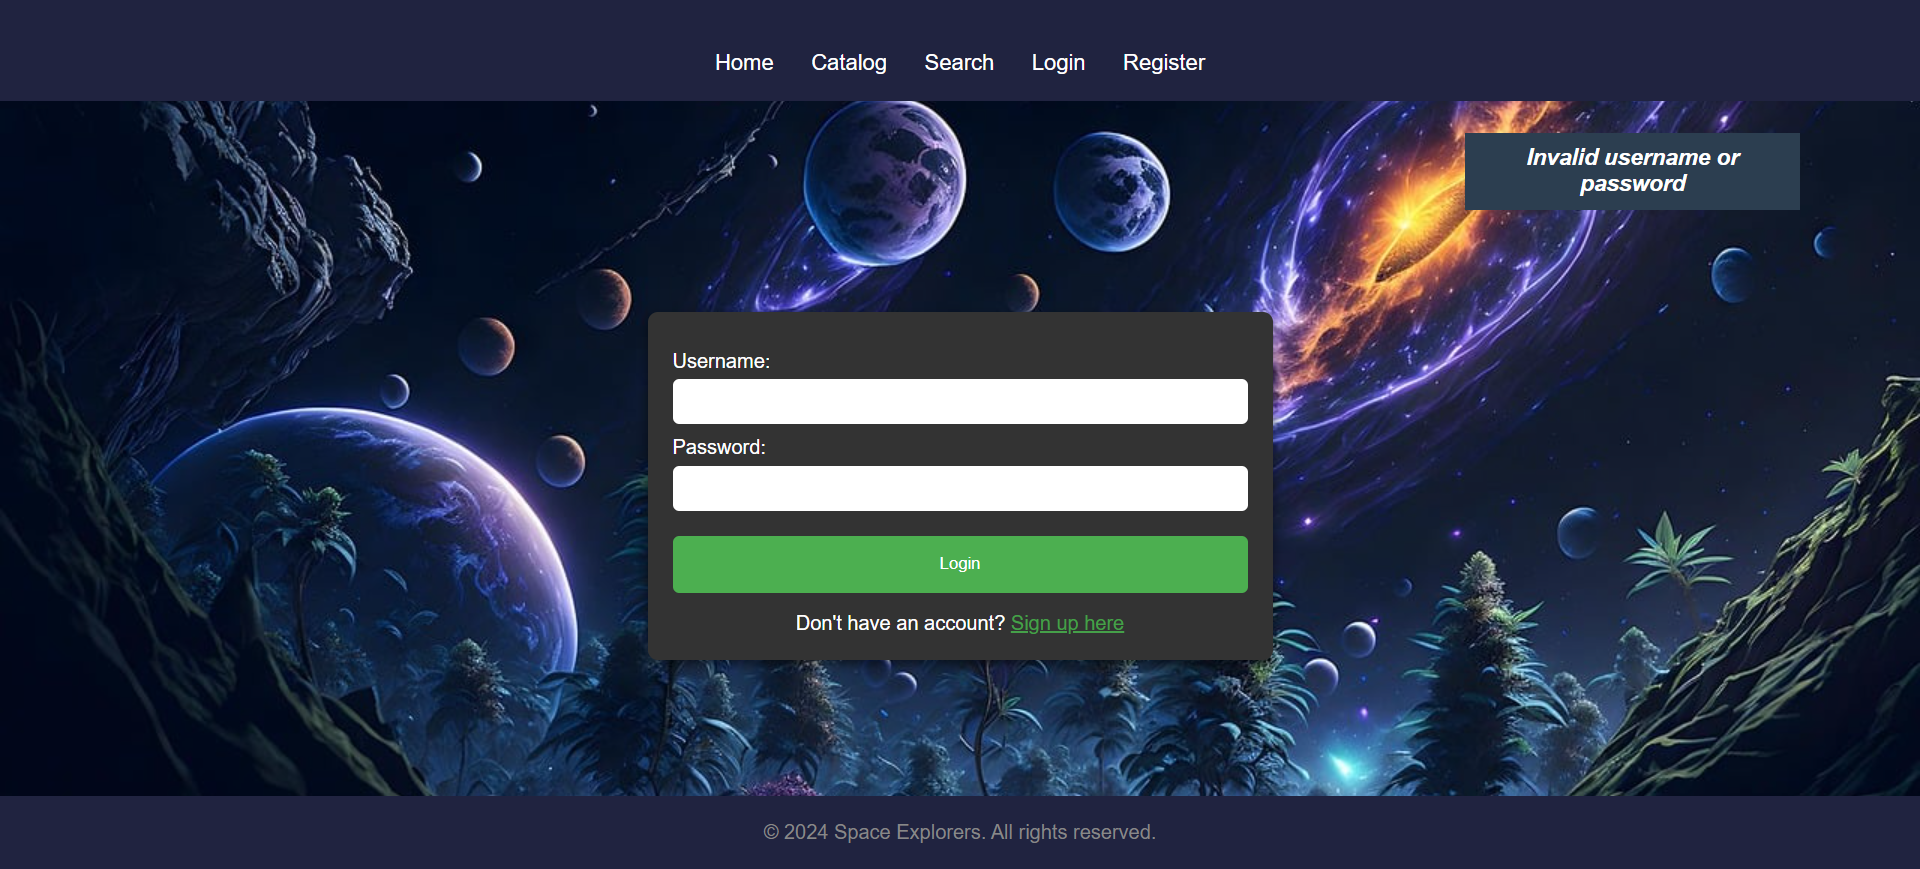 Home Catalog Search Login Register
Invalid username or
password
Username:
Password:
Login
Don't have an account? Sign up here
© 2024 Space Explorers. All rights reserved.